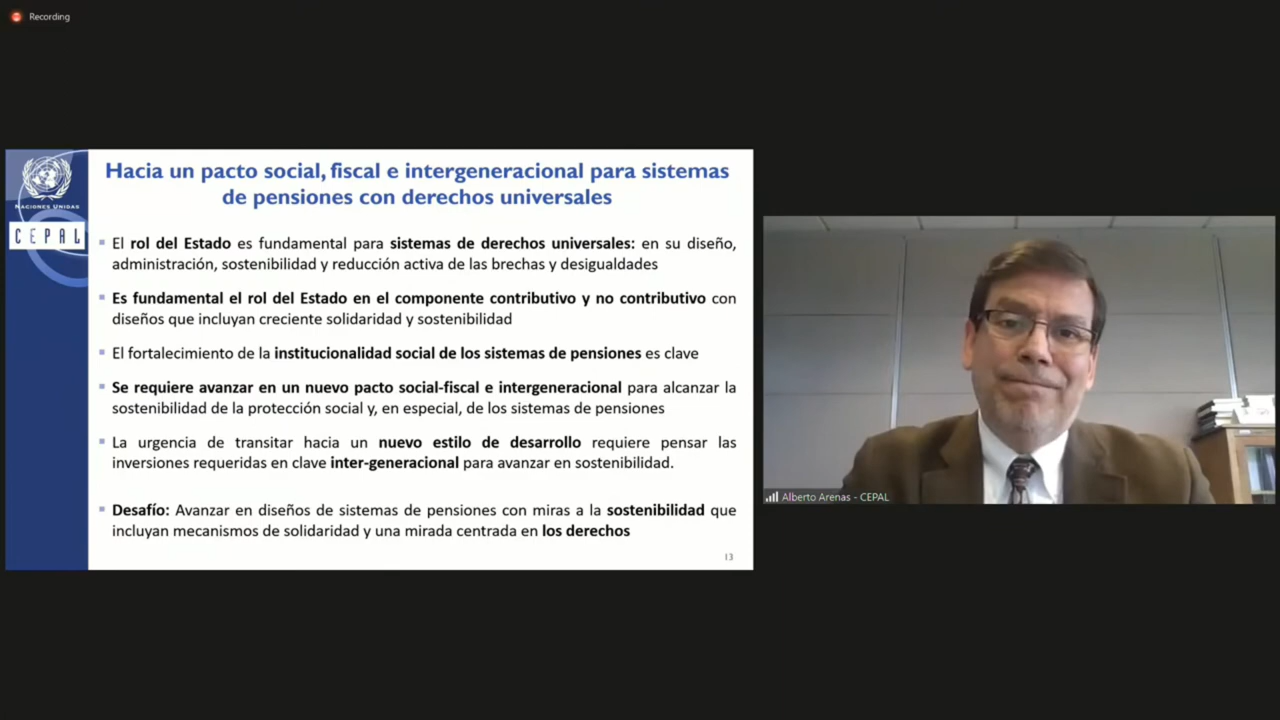 Recording
Hacia un pacto social, fiscal e intergeneracional para sistemas
de pensiones con derechos universales
NACIONES UNIDAS
CEPAL
El rol del Estado es fundamental para sistemas de derechos universales: en su diseño,
administración, sostenibilidad y reducción activa de las brechas y desigualdades
Es fundamental el rol del Estado en el componente contributivo y no contributivo con
diseños que incluyan creciente solidaridad y sostenibilidad
El fortalecimiento de la institucionalidad social de los sistemas de pensiones es clave
Se requiere avanzar en un nuevo pacto social-fiscal e intergeneracional para alcanzar la
sostenibilidad de la protección social y, en especial, de los sistemas de pensiones
La urgencia de transitar hacia un nuevo estilo de desarrollo requiere pensar las
inversiones requeridas en clave inter-generacional para avanzar en sostenibilidad.
Desafío: Avanzar en diseños de sistemas de pensiones con miras a la sostenibilidad que
incluyan mecanismos de solidaridad y una mirada centrada en los derechos
13
Alberto Arenas - CEPAL